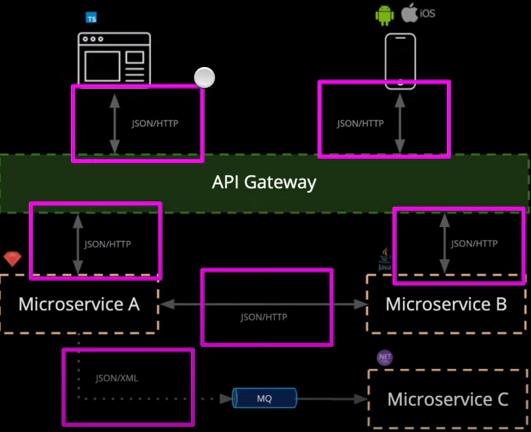 TS
iOS
JSON/HTTP
JSON/HTTP
API Gateway
JSON/HTTP
JSON/HTTP
Java
Microservice A
Microservice B
JSON/HTTP
NET
JSON/XML
MQ
Microservice C